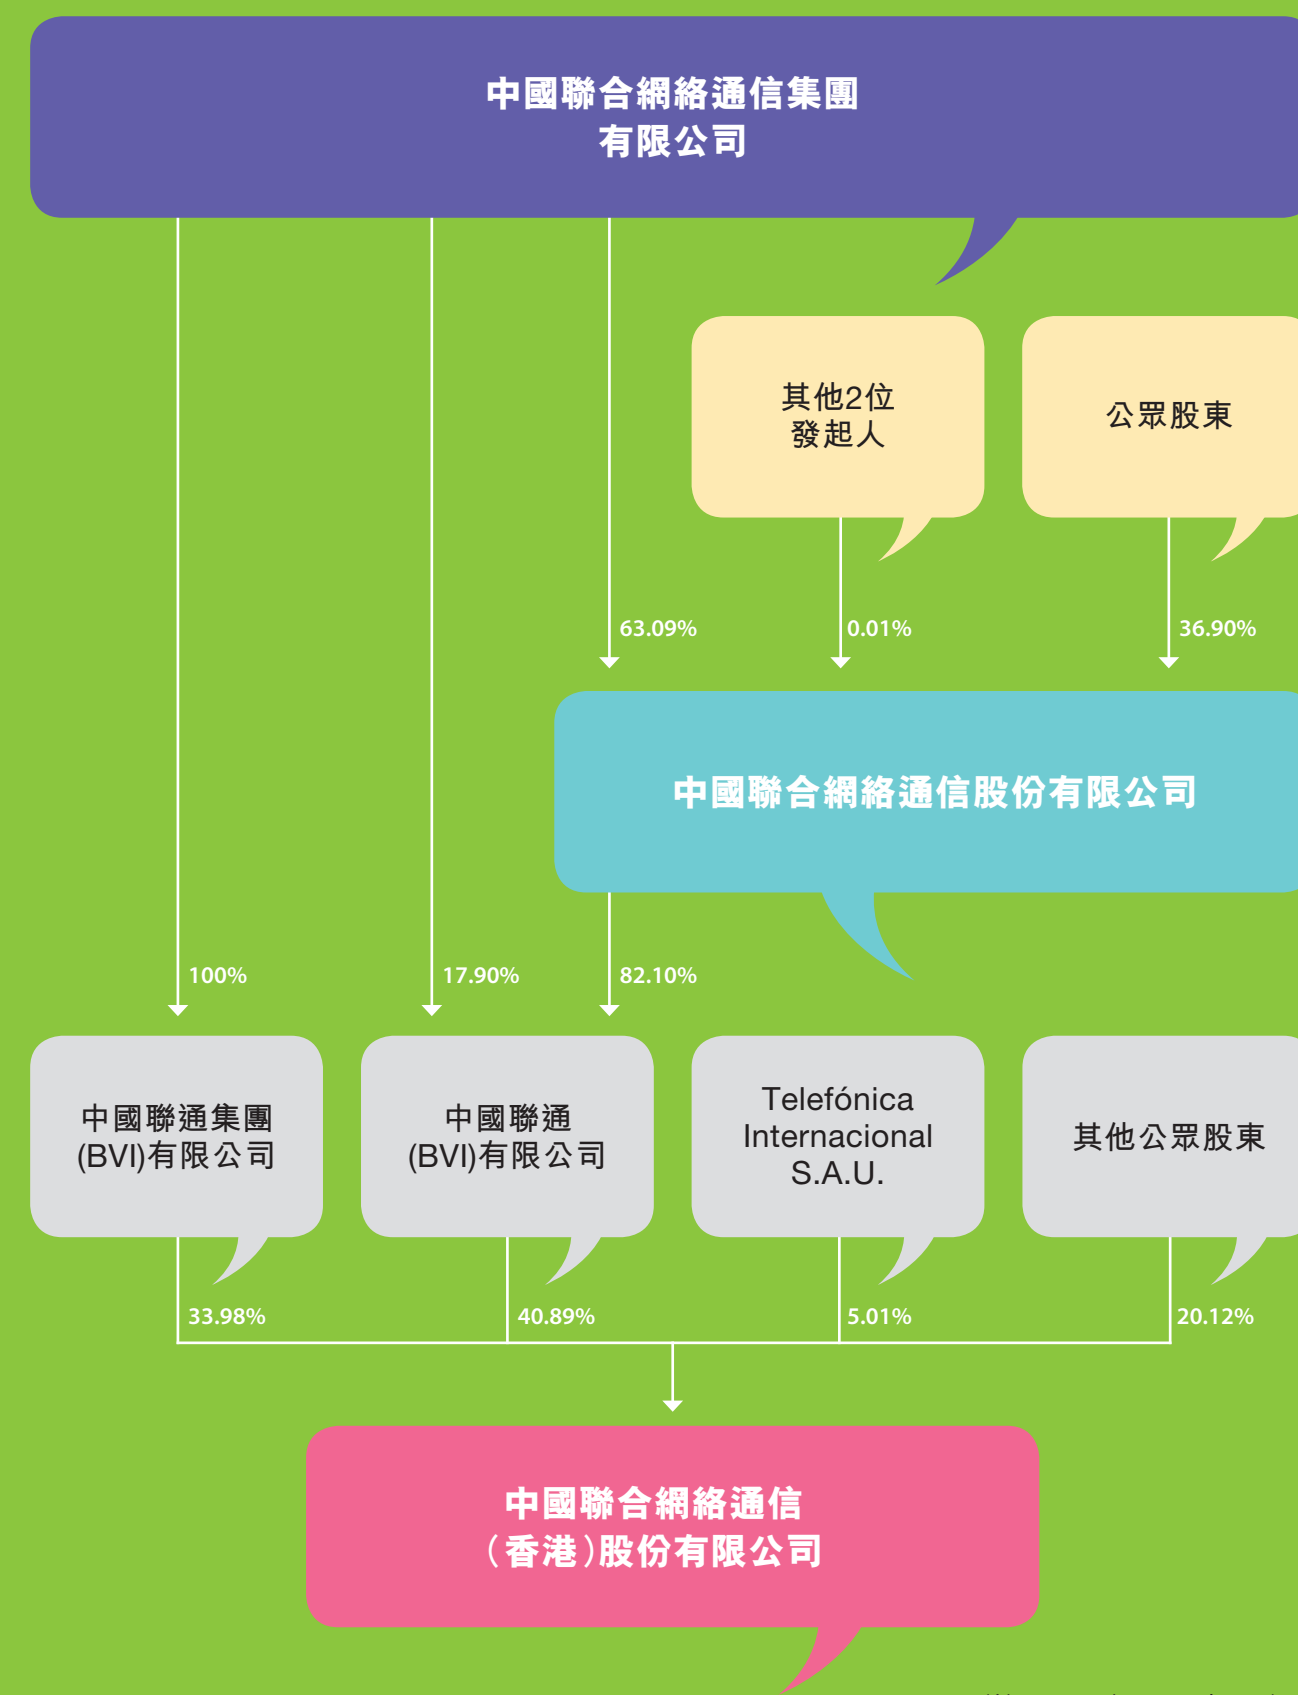 中國聯合網絡通信集團
有限公司
其他2位
發起人
公眾股東
63.09%
0.01%
36.90%
中國聯合網絡通信股份有限公司
100%
17.90%
82.10%
中國聯通集團
(BVI)有限公司
中國聯通
(BVI)有限公司
Telefónica
Internacional
S.A.U.
其他公眾股東
33.98%
40.89%
5.01%
20.12%
中國聯合網絡通信
（香港）股份有限公司